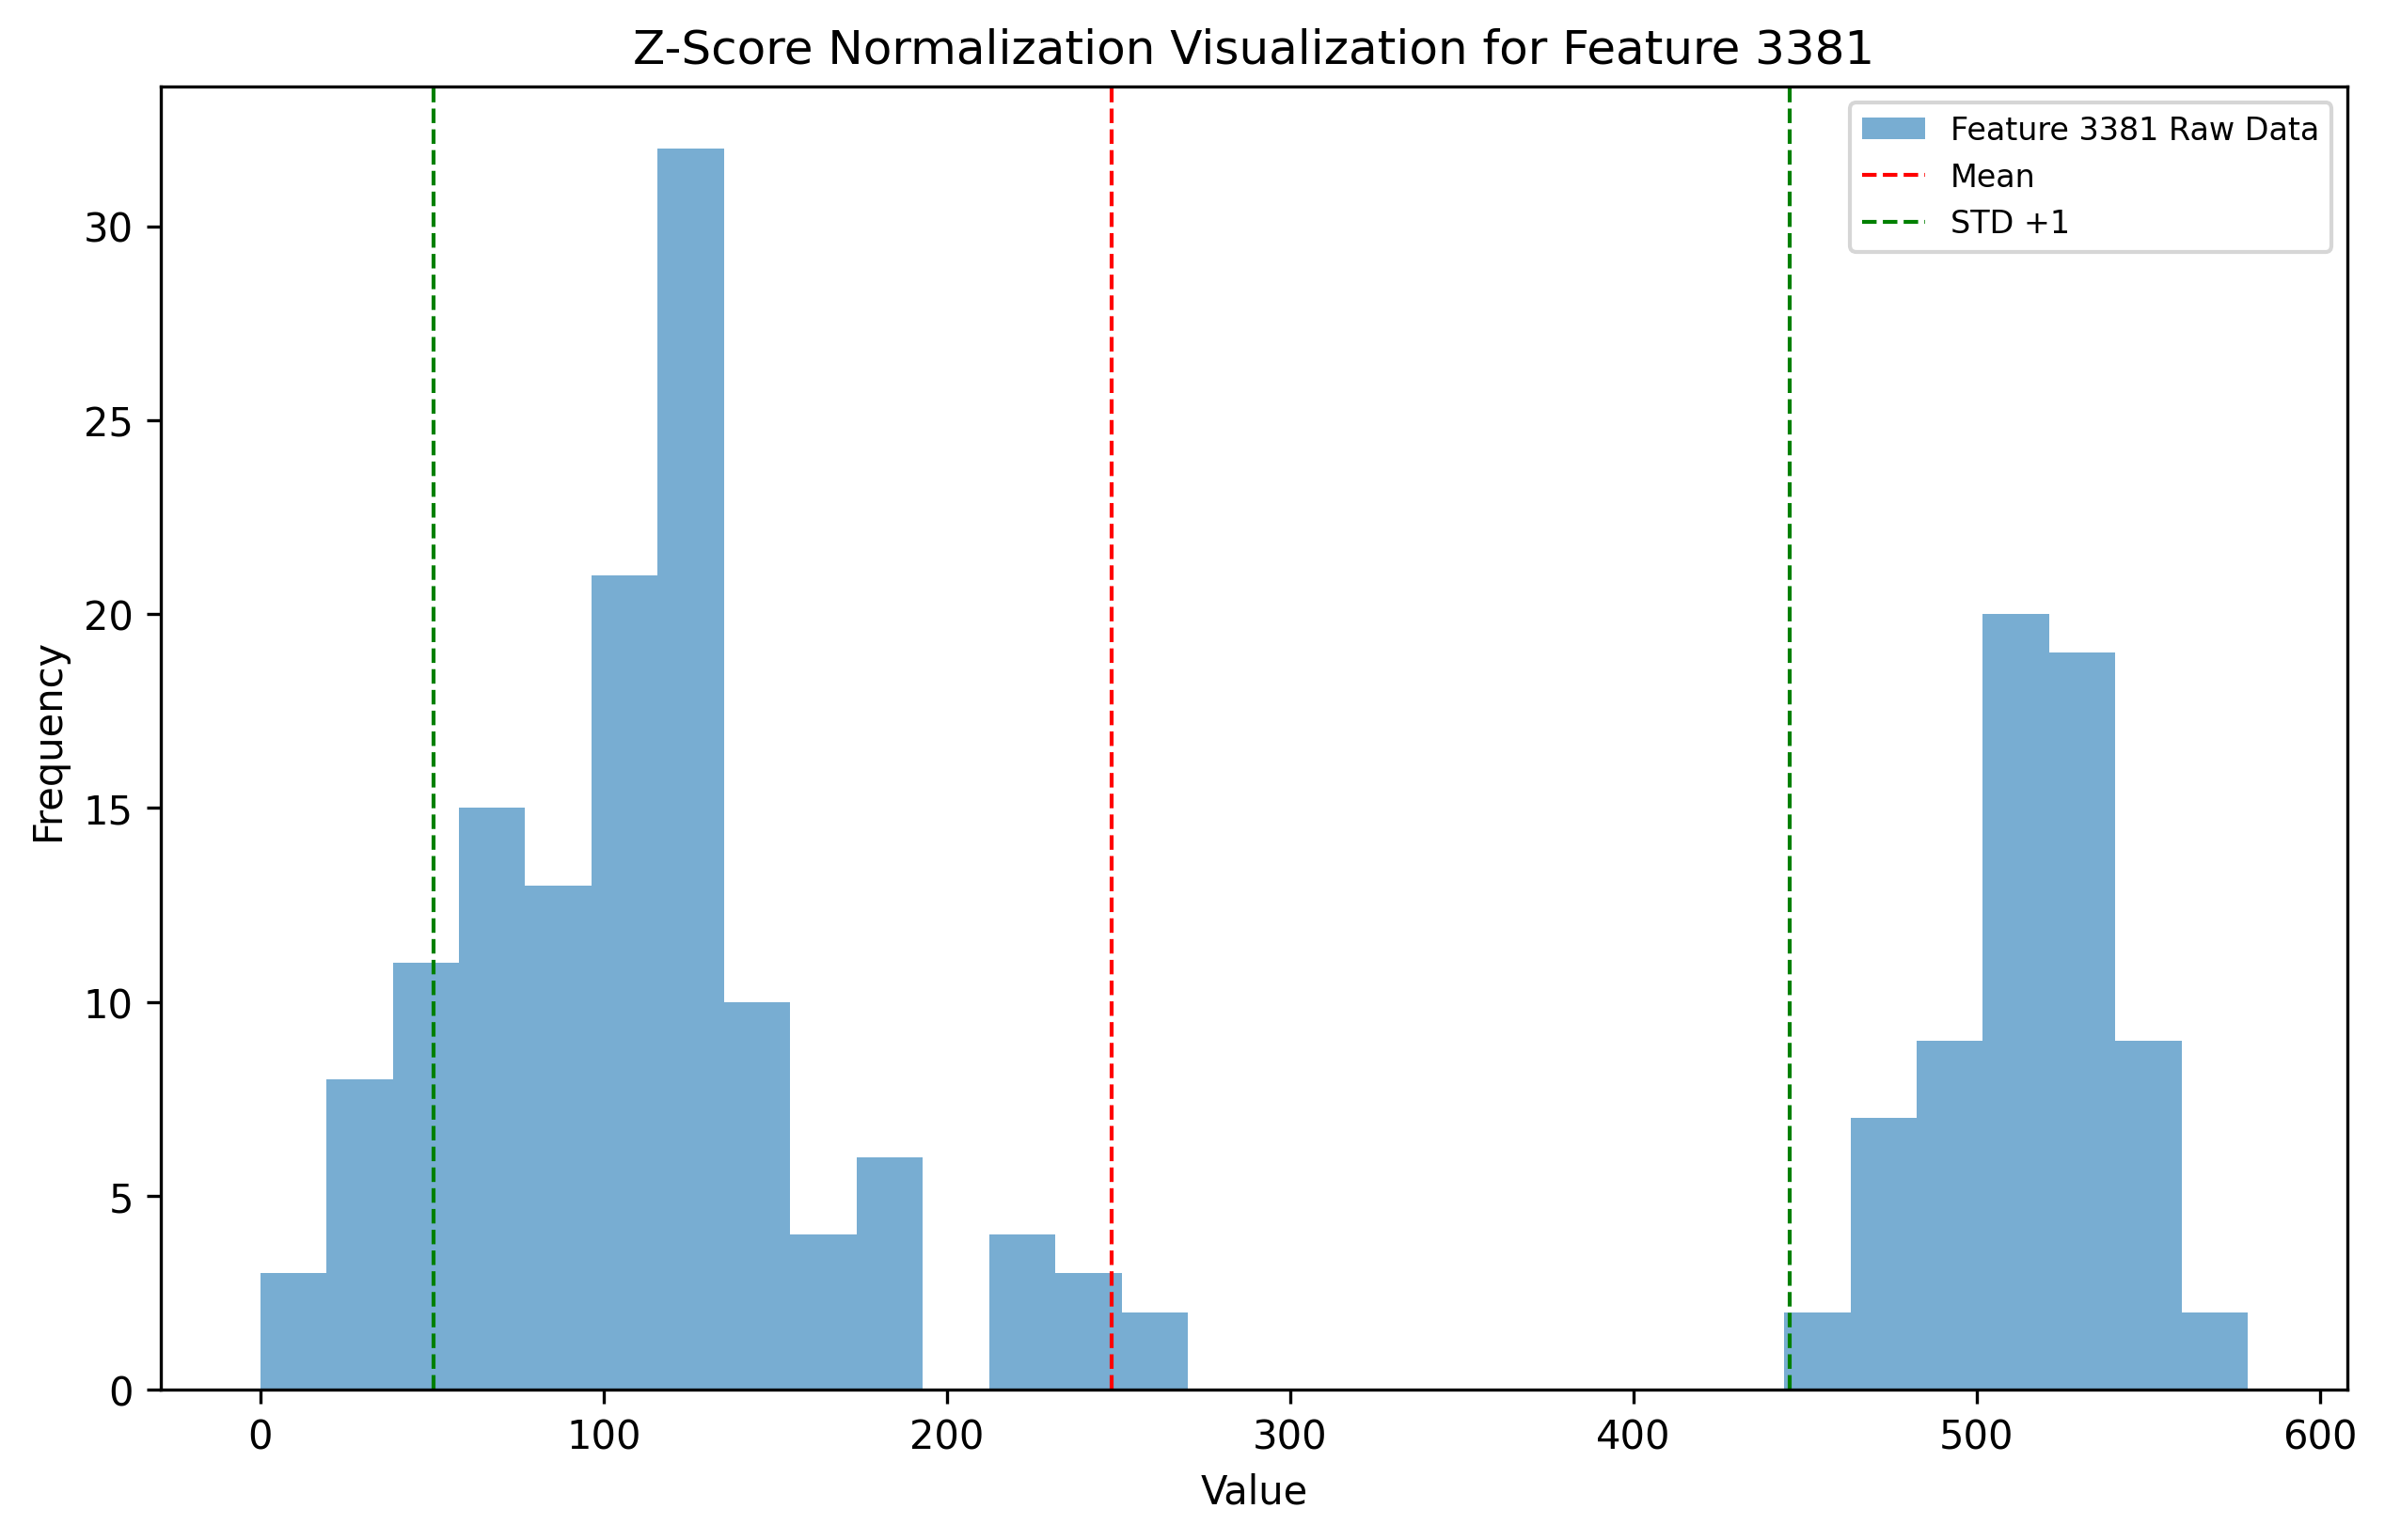 Z-Score Normalization Visualization for Feature 3381
Feature 3381 Raw Data
Mean
STD +1
Frequency
30
25
20
15
10
5
0
0 100 200 300 400 500 600
Value